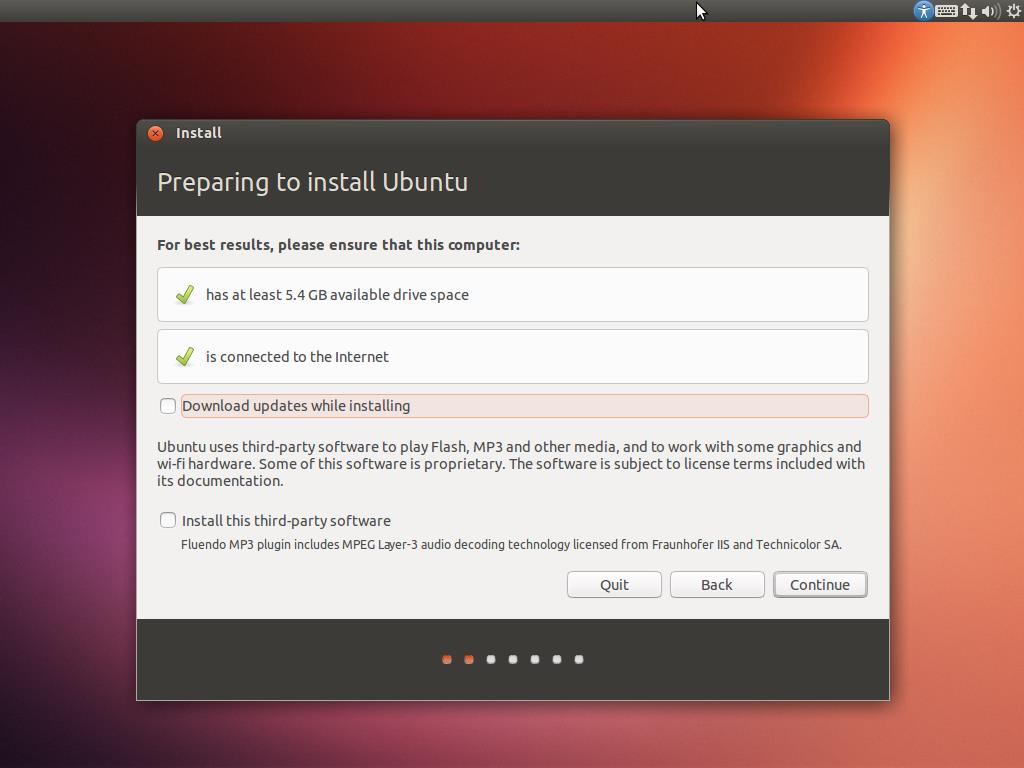 Install
Preparing to install Ubuntu
For best results, please ensure that this computer:
has at least 5.4 GB available drive space
is connected to the Internet
Download updates while installing
Ubuntu uses third-party software to play Flash, MP3 and other media, and to work with some graphics and
wi-fi hardware. Some of this software is proprietary. The software is subject to license terms included with
its documentation.
Install this third-party software
Fluendo MP3 plugin includes MPEG Layer-3 audio decoding technology licensed from Fraunhofer IIS and Technicolor SA.
Quit
Back
Continue